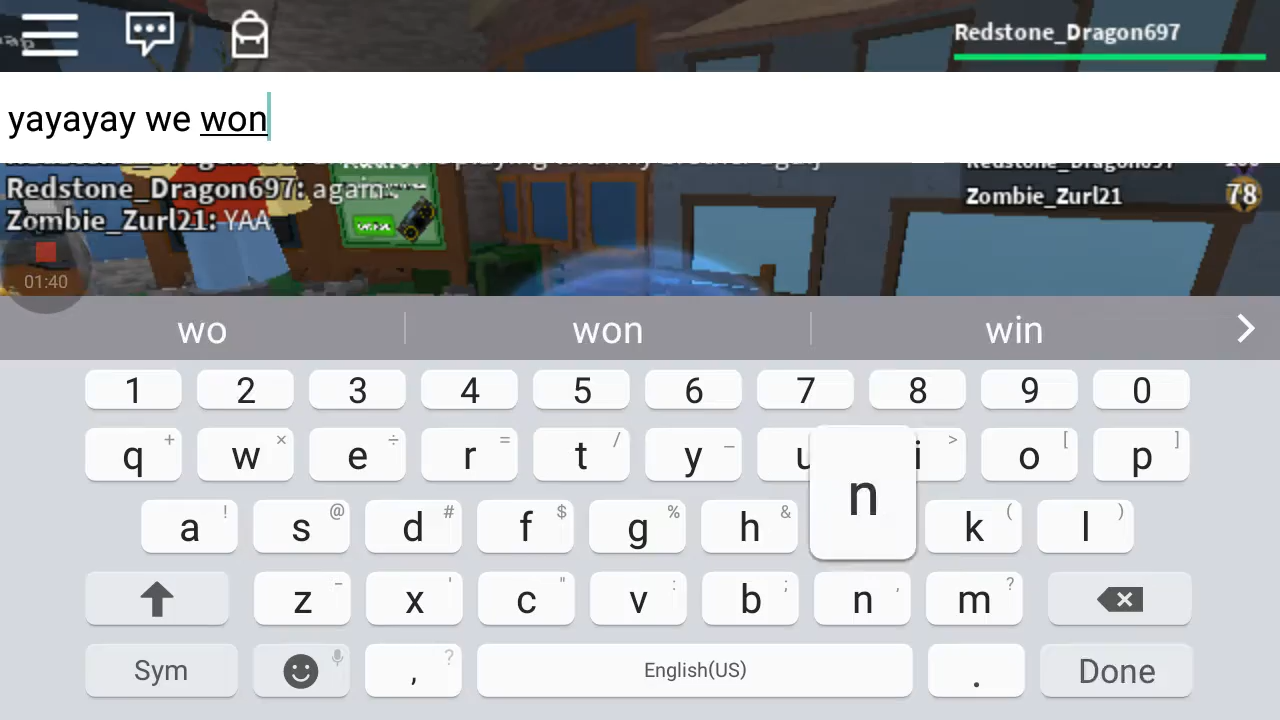 Redstone_Dragon697
yayayay we won
Redstone_Dragon697: again..
Zombie_Zurl21
78
Zombie_Zurl21: YAA
01:40
wo won win
1 2 3 4 5 6 7 8 9 0
q + w × e ÷ r = t / y _ u i > o [ p ]
n
a ! s @ d # f $ g % h & k ( l )
z - x ' c " v : b ; n , m ? 
Sym , ? English(US) . Done